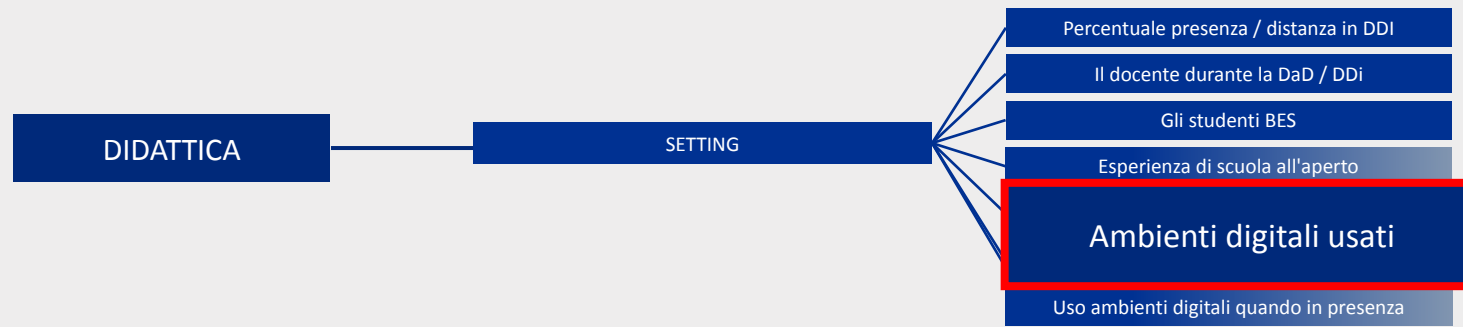 DIDATTICA
SETTING
Percentuale presenza / distanza in DDI
Il docente durante la DaD / DDi
Gli studenti BES
Esperienza di scuola all'aperto
Ambienti digitali usati
Uso ambienti digitali quando in presenza